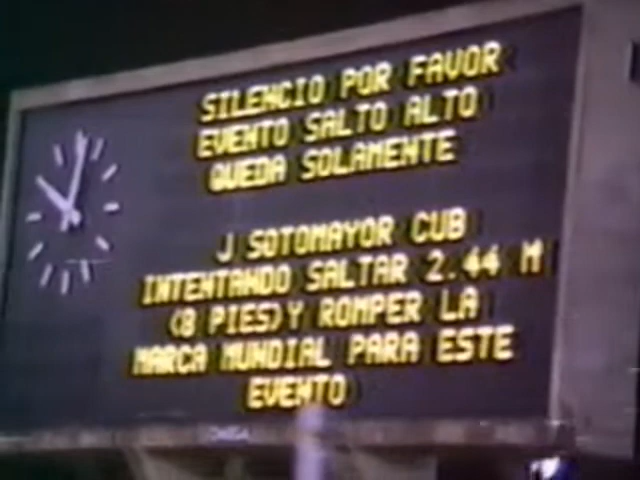 SILENCIO POR FAVOR
EVENTO SALTO ALTO
QUEDA SOLAMENTE
J SOTOMAYOR CUB
INTENTANDO SALTAR 2.44 M
(8 PIES)Y ROMPER LA
MARCA MUNDIAL PARA ESTE
EVENTO